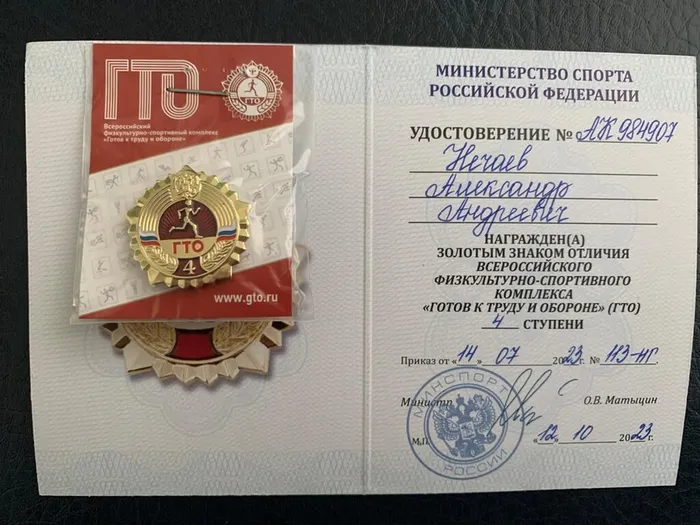 ГТО
Всероссийский
физкультурно-спортивный комплекс
«Готов к труду и обороне»
ГТО
ГТО
4
www.gto.ru
МИНИСТЕРСТВО СПОРТА
РОССИЙСКОЙ ФЕДЕРАЦИИ
УДОСТОВЕРЕНИЕ № АК 984907
Нечаев
Александр
Андреевич
НАГРАЖДЕН(А)
ЗОЛОТЫМ ЗНАКОМ ОТЛИЧИЯ
ВСЕРОССИЙСКОГО
ФИЗКУЛЬТУРНО-СПОРТИВНОГО
КОМПЛЕКСА
«ГОТОВ К ТРУДУ И ОБОРОНЕ» (ГТО)
4 СТУПЕНИ
Приказ от «14» 07 2023 г. № 113-нг
Министр О.В. Матыцин
МИНСПОРТ
РОССИИ
М.П. «12» 10 2023 г.